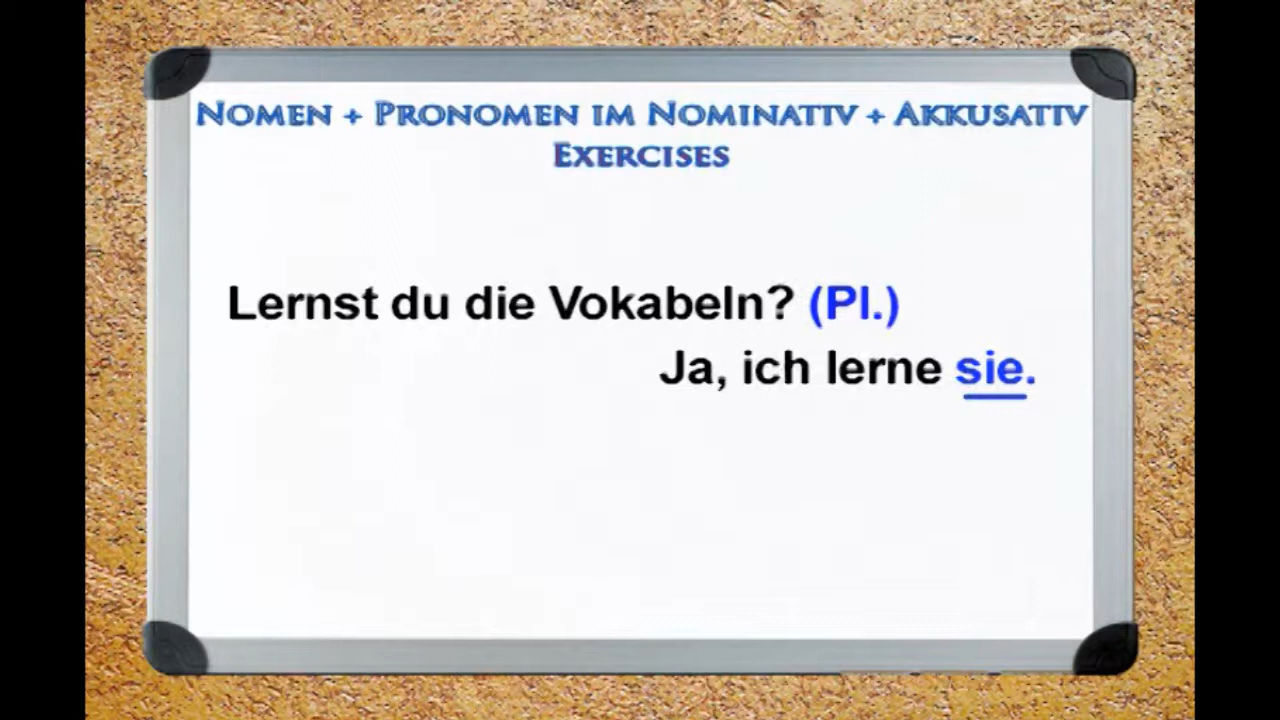 Nomen + Pronomen im Nominativ + Akkusativ
Exercises
Lernst du die Vokabeln? (Pl.)
Ja, ich lerne sie.